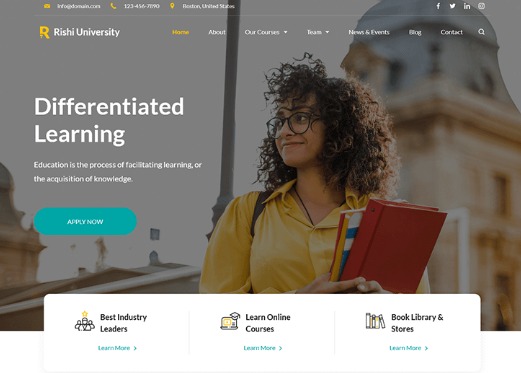 info@domain.com 123-456-7890 Boston, United States
Rishi University Home About Our Courses Team News & Events Blog Contact
Differentiated
Learning
Education is the process of facilitating learning, or
the acquisition of knowledge.
APPLY NOW
Best Industry
Leaders
Learn More
Learn Online
Courses
Learn More
Book Library &
Stores
Learn More